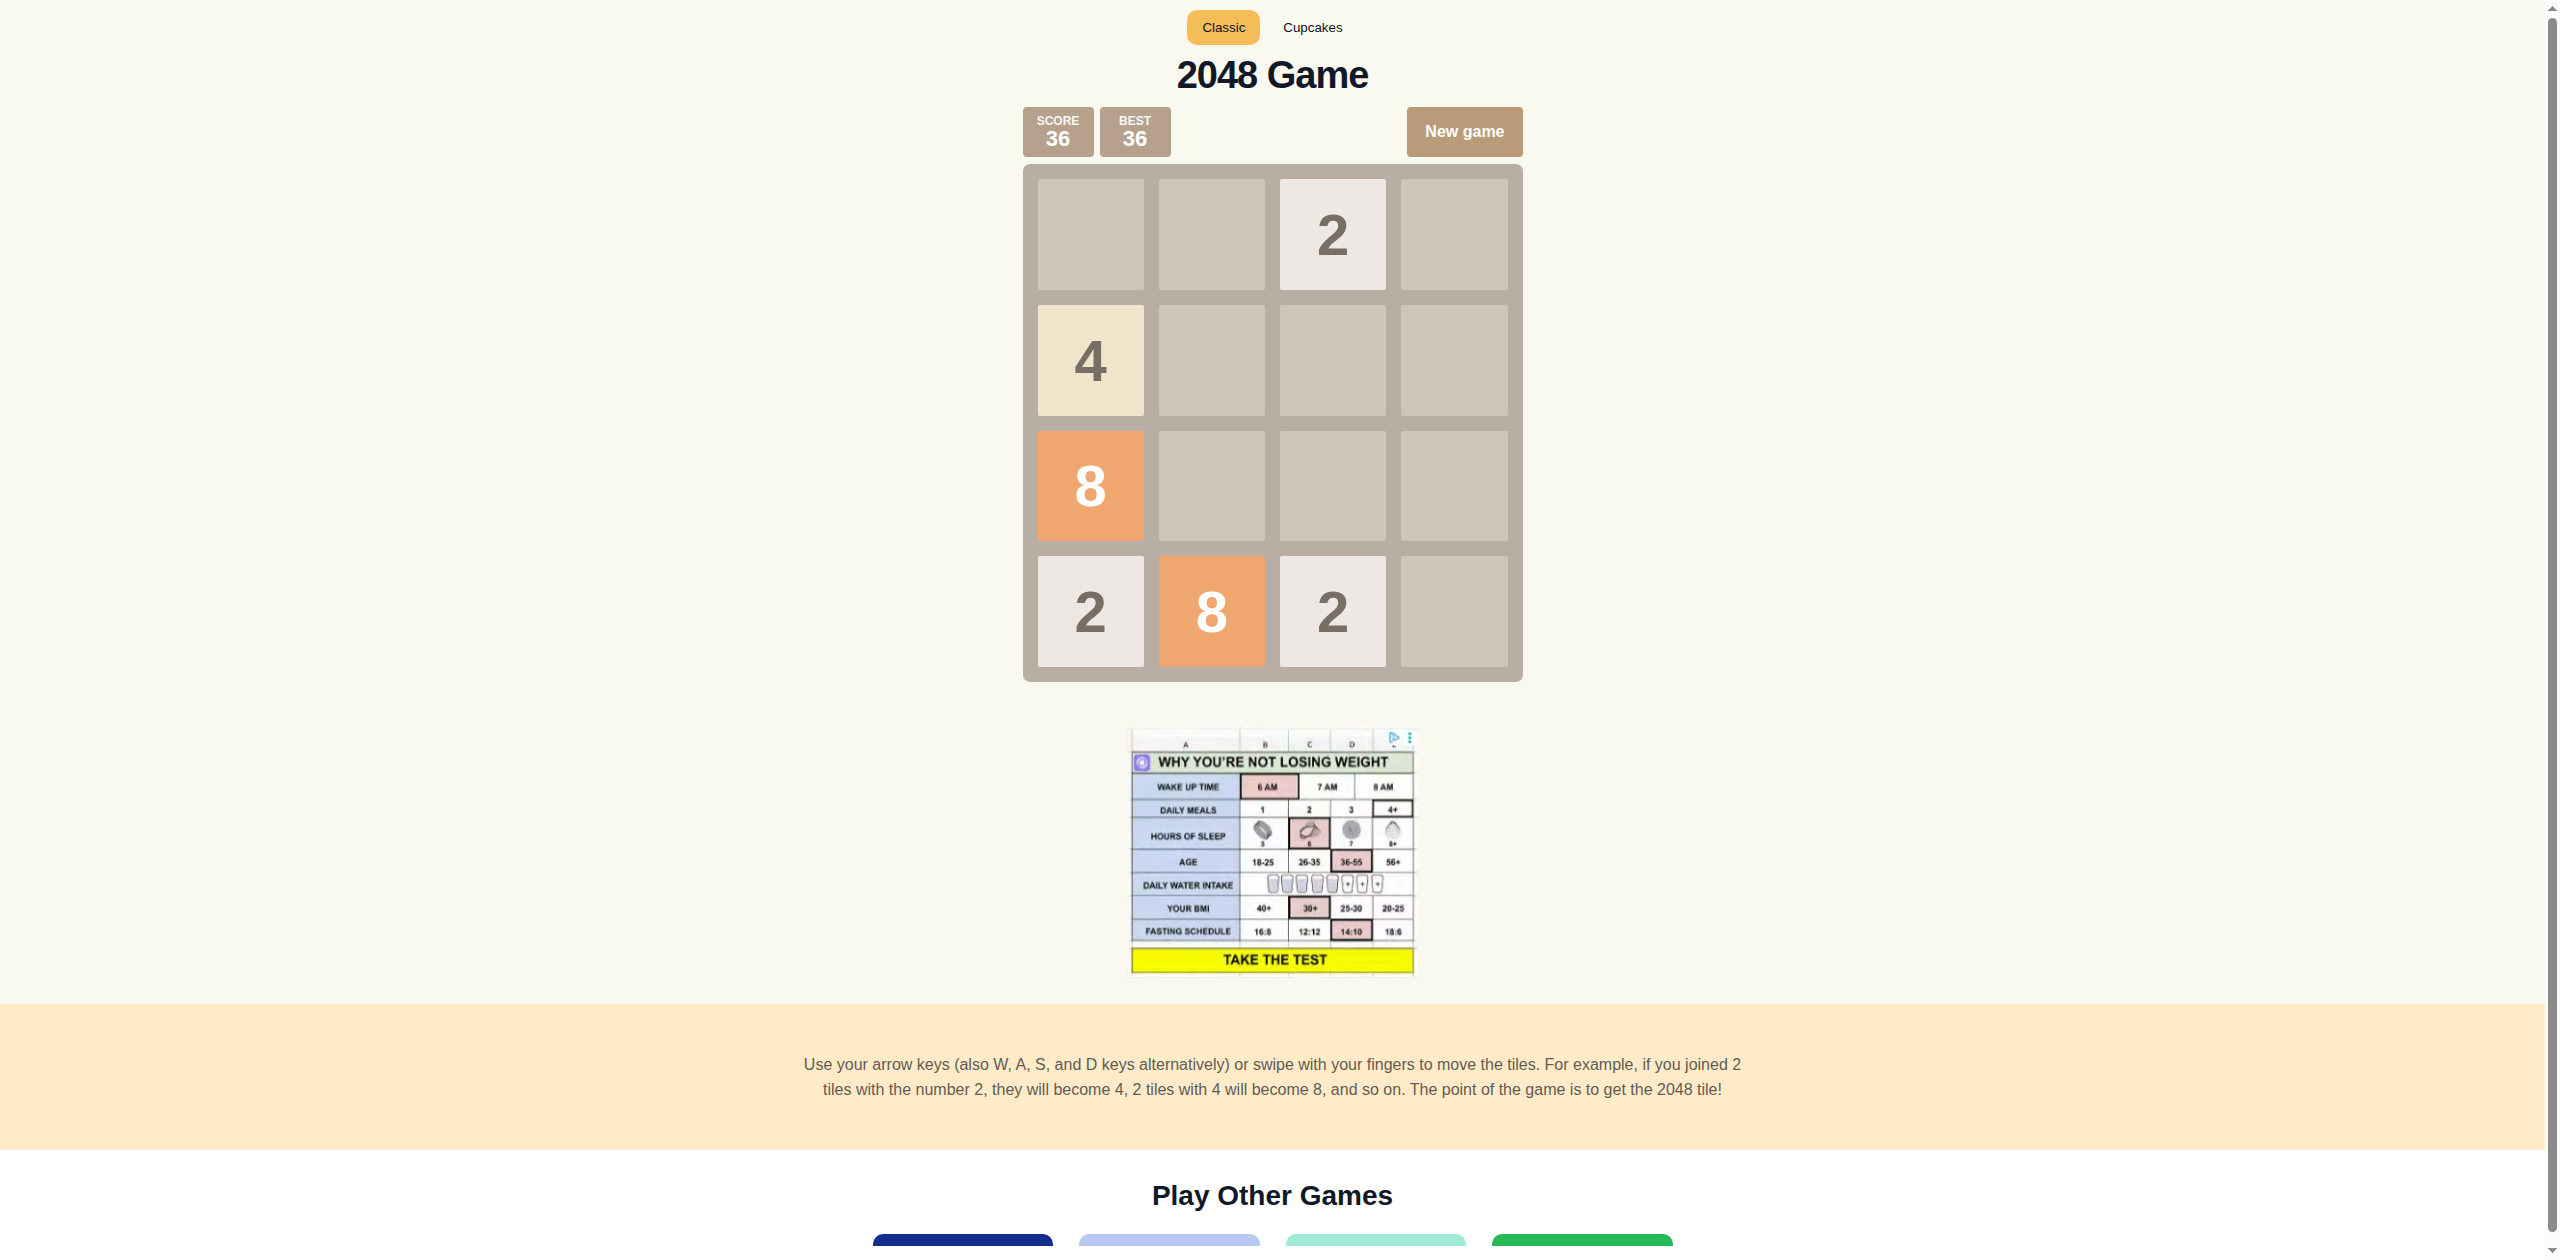 Classic Cupcakes
2048 Game
SCORE BEST New game
36 36
2
4
8
2 8 2
A B C D
WHY YOU'RE NOT LOSING WEIGHT
WAKE UP TIME 6 AM 7 AM 8 AM
DAILY MEALS 1 2 3 4+
HOURS OF SLEEP 5 6 7 8+
AGE 18-25 26-35 36-55 56+
DAILY WATER INTAKE
YOUR BMI 40+ 30+ 25-30 20-25
FASTING SCHEDULE 16:8 12:12 14:10 18:6
TAKE THE TEST
Use your arrow keys (also W, A, S, and D keys alternatively) or swipe with your fingers to move the tiles. For example, if you joined 2
tiles with the number 2, they will become 4, 2 tiles with 4 will become 8, and so on. The point of the game is to get the 2048 tile!
Play Other Games